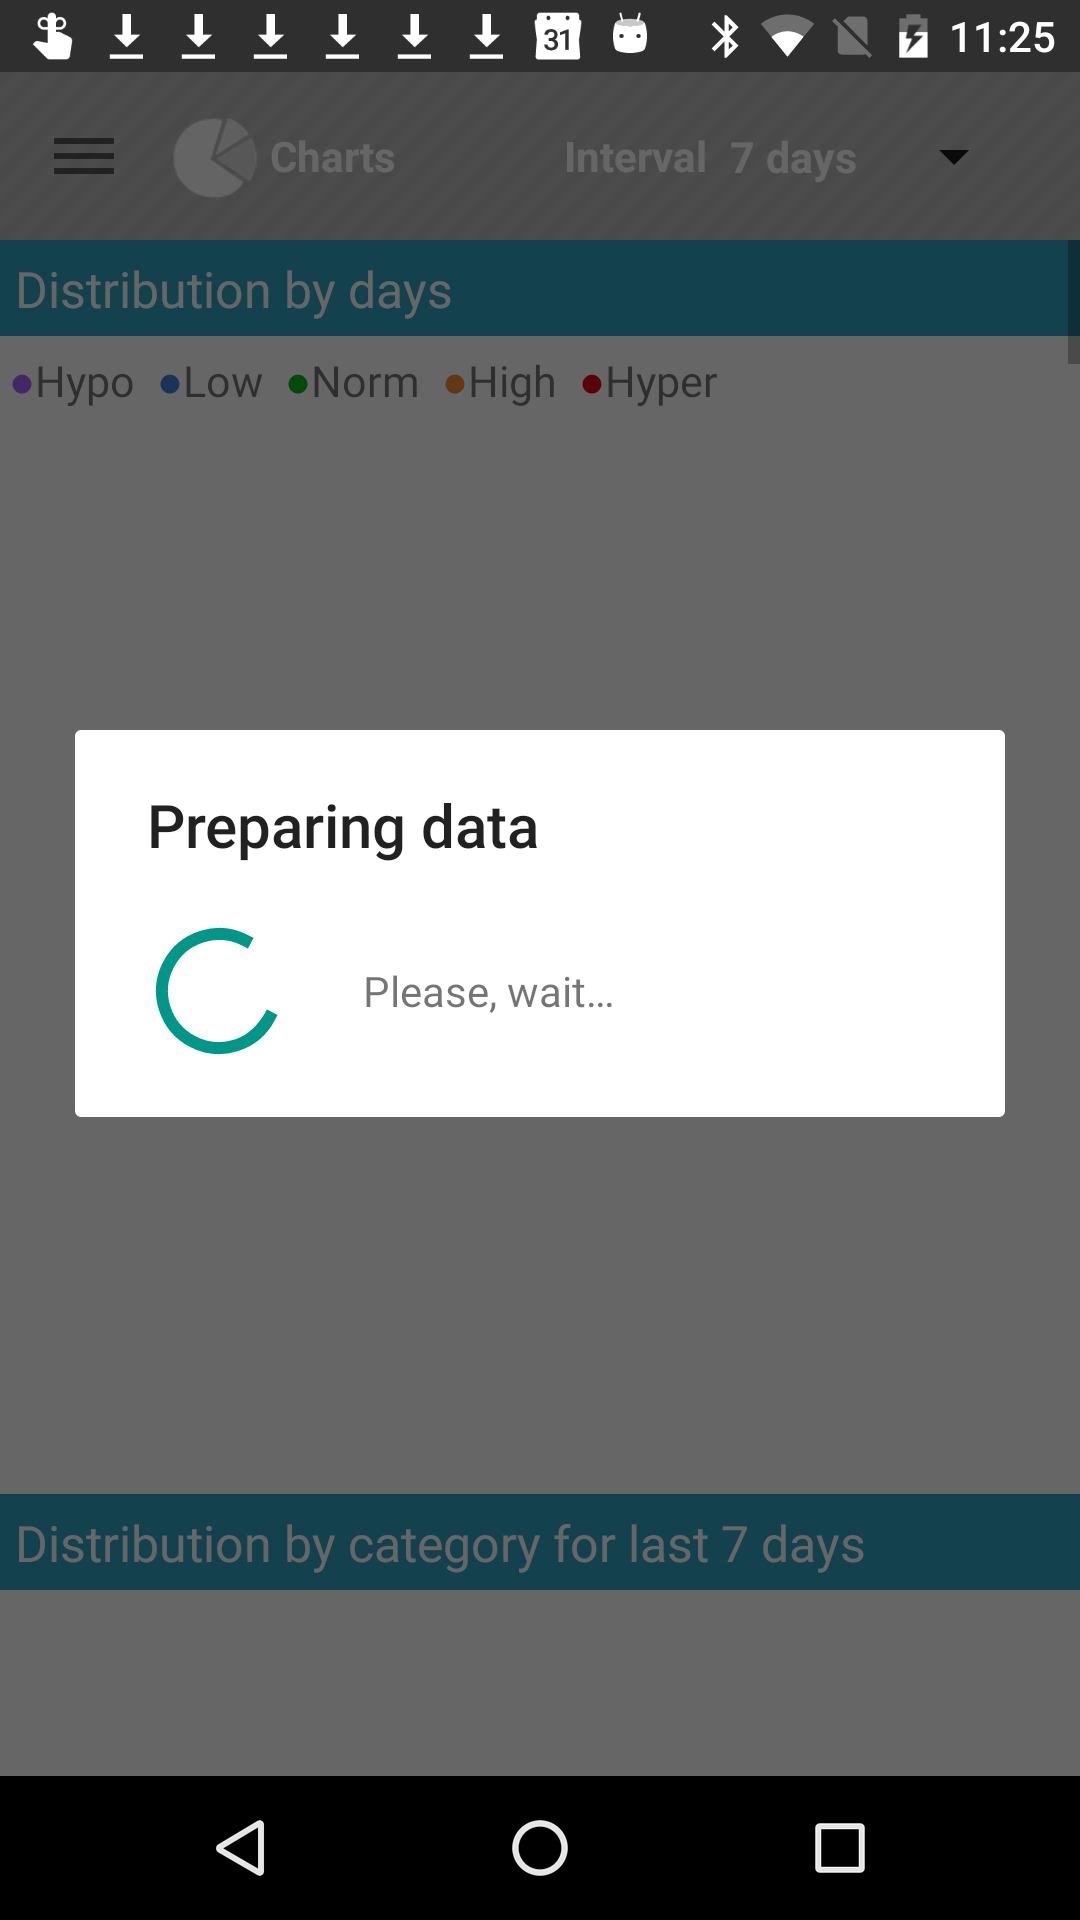 31 11:25
Charts Interval 7 days
Distribution by days
Hypo Low Norm High Hyper
Preparing data
Please, wait...
Distribution by category for last 7 days